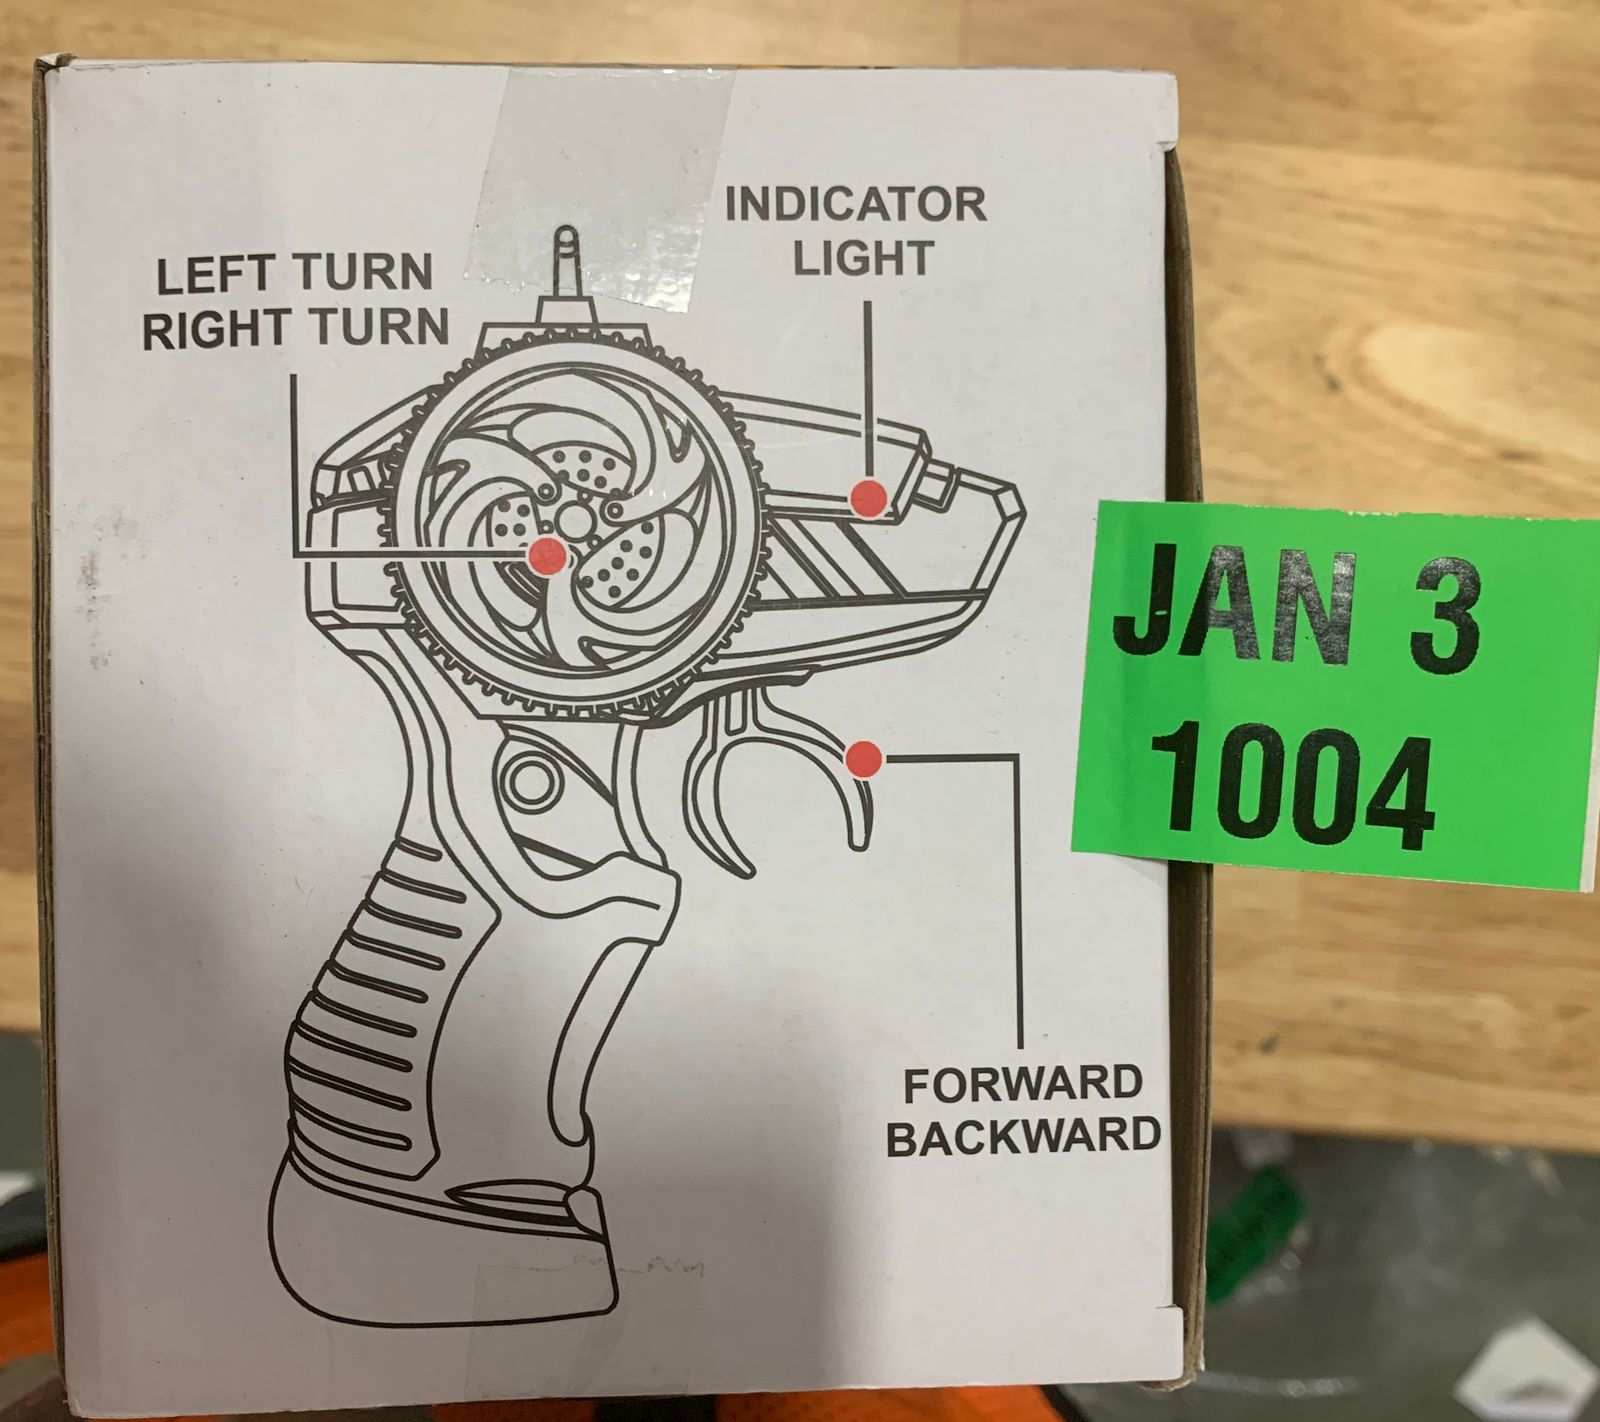 INDICATOR
LIGHT
LEFT TURN
RIGHT TURN
JAN 3
1004
FORWARD
BACKWARD